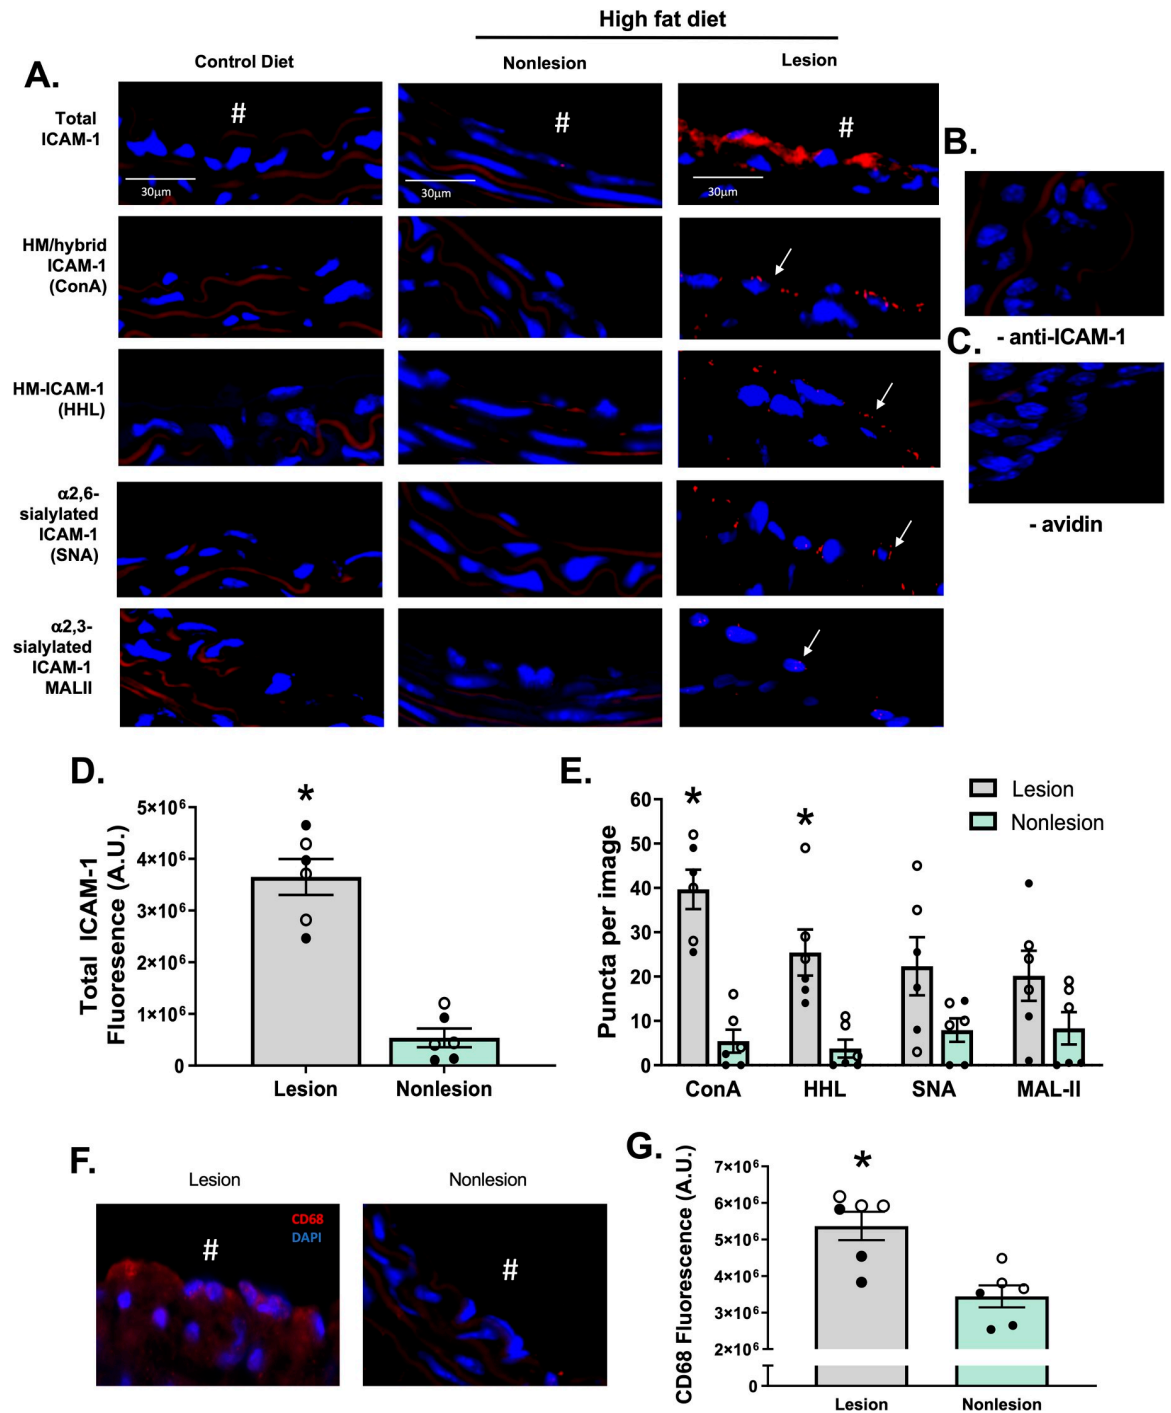 High fat diet
A.
Control Diet
Nonlesion
Lesion
Total
ICAM-1
#
#
#
30μm
30μm
30μm
HM/hybrid
ICAM-1
(ConA)
HM-ICAM-1
(HHL)
α2,6-
sialylated
ICAM-1
(SNA)
α2,3-
sialylated
ICAM-1
MALII
B.
- anti-ICAM-1
C.
- avidin
D.
Total ICAM-1
Fluoresence (A.U.)
5×10⁶
4×10⁶
3×10⁶
2×10⁶
1×10⁶
0
*
Lesion
Nonlesion
E.
Puncta per image
60
50
40
30
20
10
0
*
*
Lesion
Nonlesion
ConA
HHL
SNA
MAL-II
F.
Lesion
Nonlesion
CD68
DAPI
#
#
G.
CD68 Fluorescence (A.U.)
7×10⁶
6×10⁶
5×10⁶
4×10⁶
3×10⁶
2×10⁶
0
*
Lesion
Nonlesion